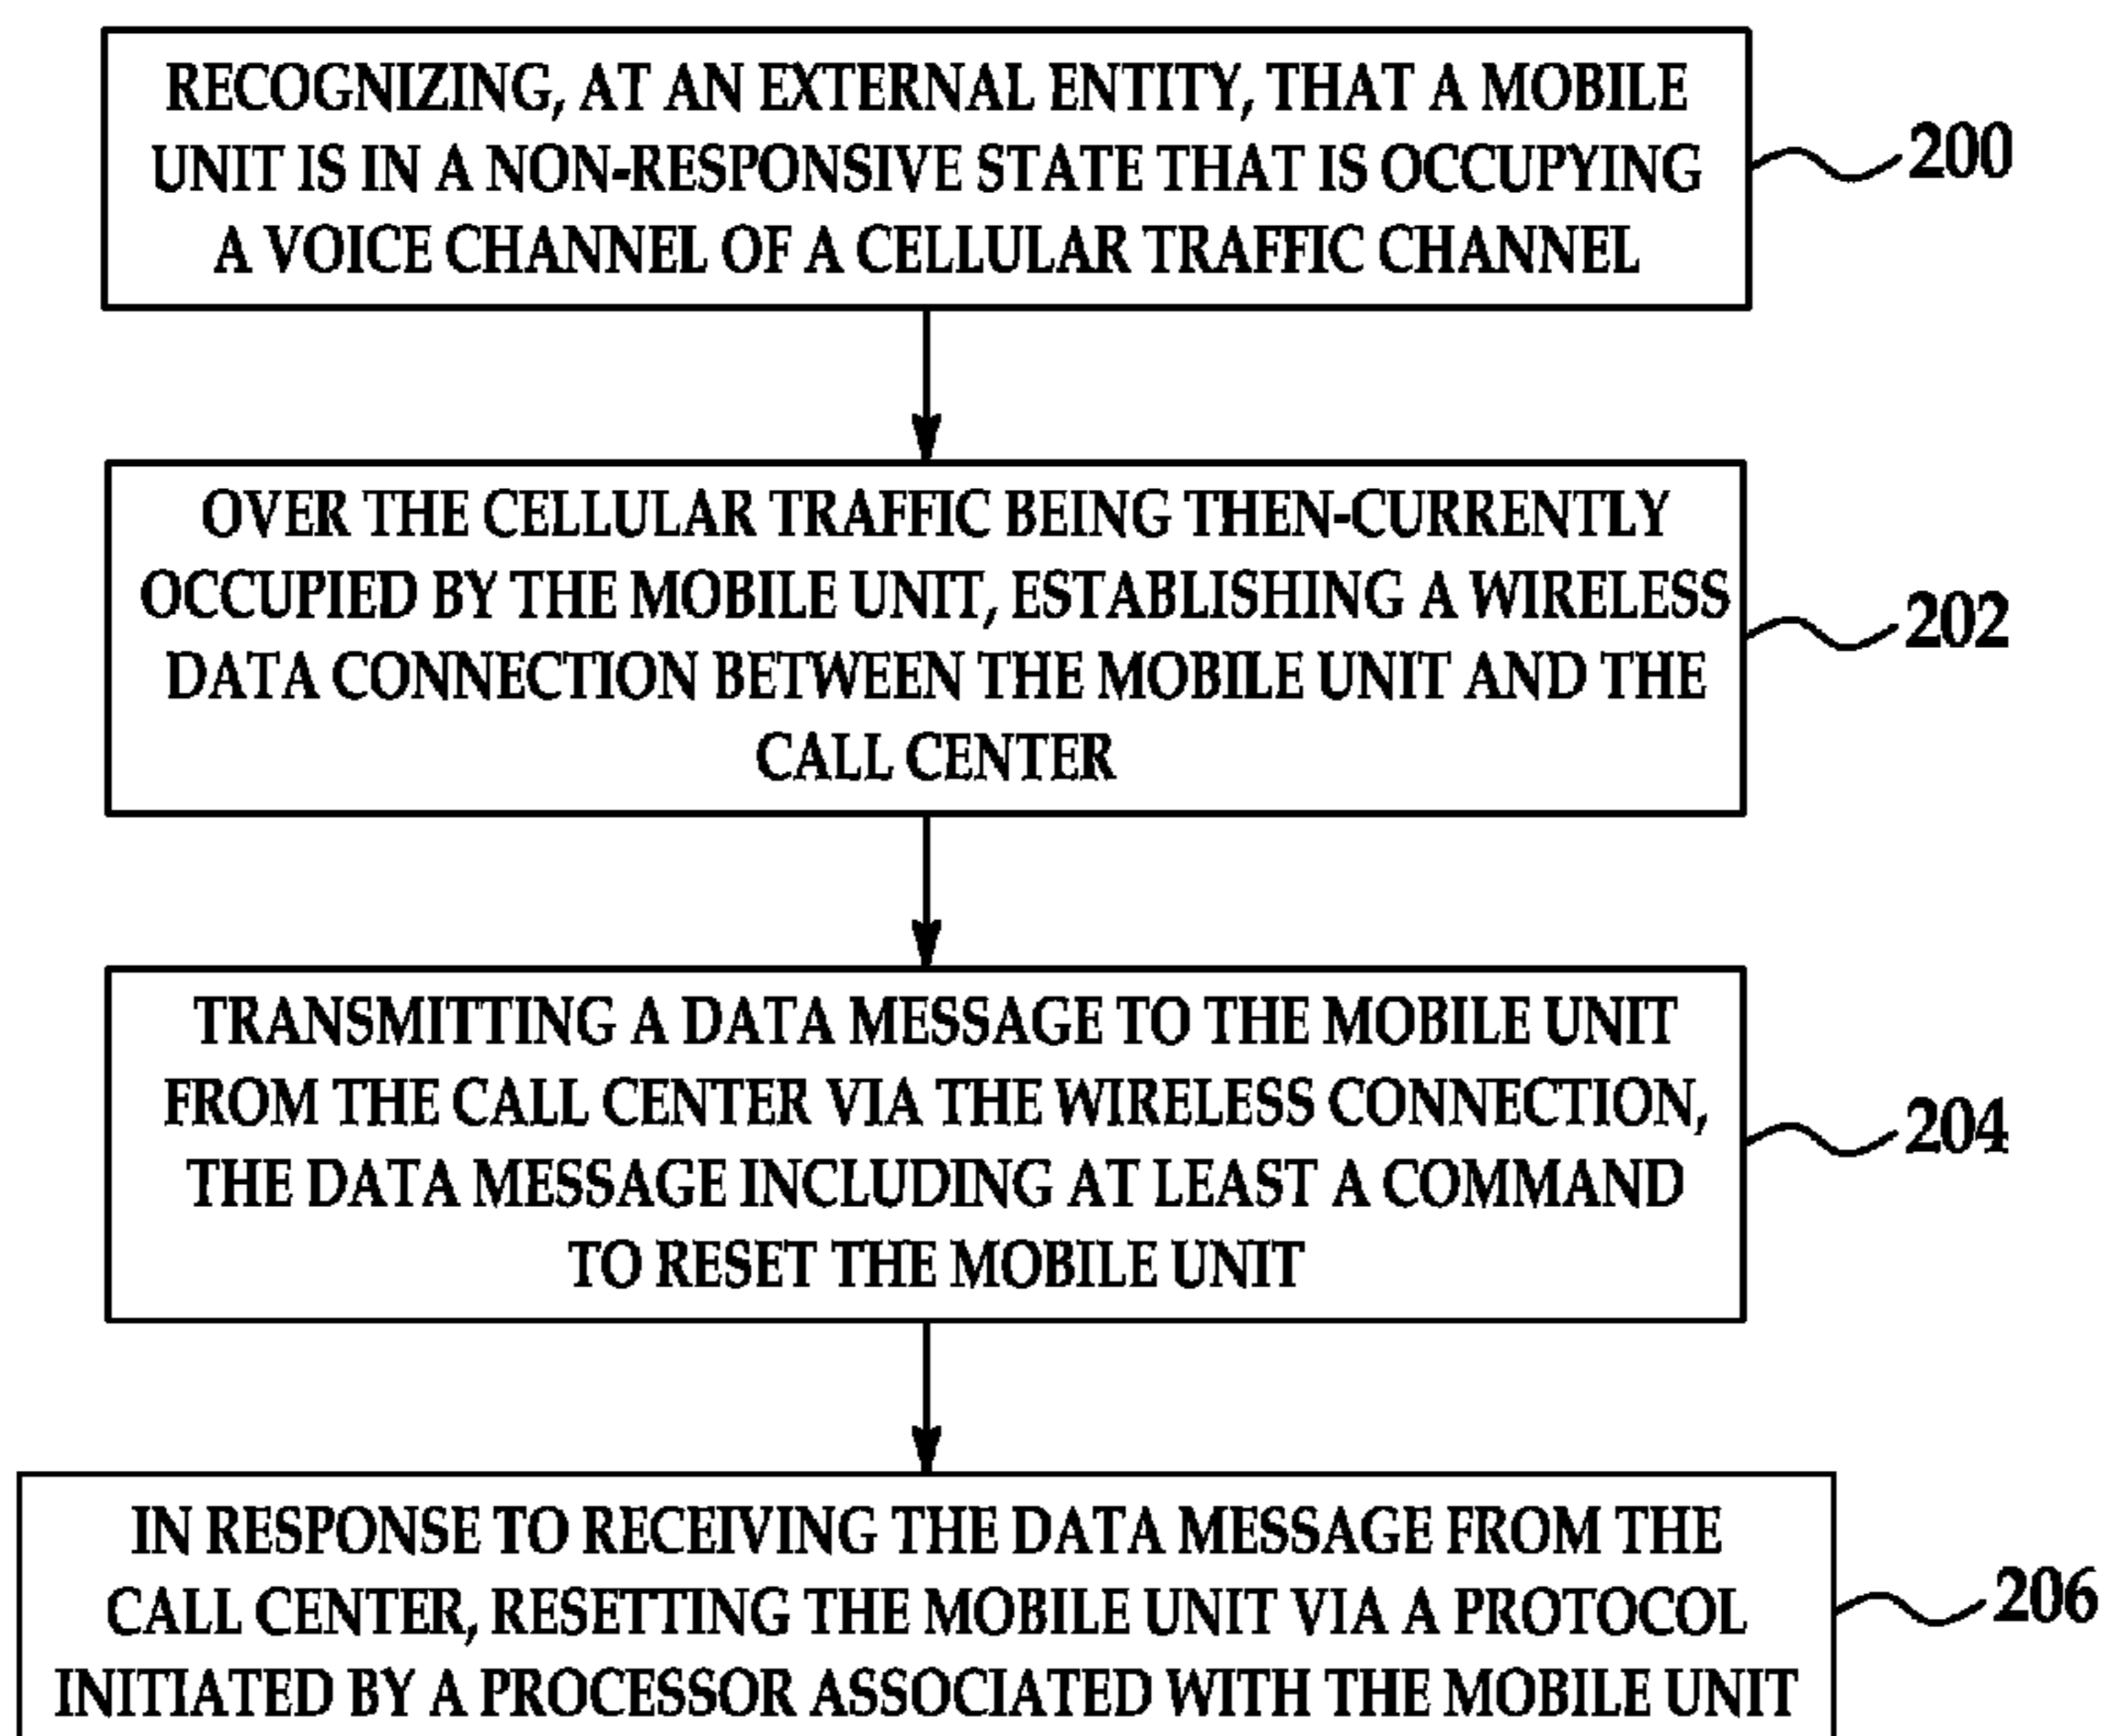 RECOGNIZING, AT AN EXTERNAL ENTITY, THAT A MOBILE
UNIT IS IN A NON-RESPONSIVE STATE THAT IS OCCUPYING
A VOICE CHANNEL OF A CELLULAR TRAFFIC CHANNEL
200
OVER THE CELLULAR TRAFFIC BEING THEN-CURRENTLY
OCCUPIED BY THE MOBILE UNIT, ESTABLISHING A WIRELESS
DATA CONNECTION BETWEEN THE MOBILE UNIT AND THE
CALL CENTER
202
TRANSMITTING A DATA MESSAGE TO THE MOBILE UNIT
FROM THE CALL CENTER VIA THE WIRELESS CONNECTION,
THE DATA MESSAGE INCLUDING AT LEAST A COMMAND
TO RESET THE MOBILE UNIT
204
IN RESPONSE TO RECEIVING THE DATA MESSAGE FROM THE
CALL CENTER, RESETTING THE MOBILE UNIT VIA A PROTOCOL
INITIATED BY A PROCESSOR ASSOCIATED WITH THE MOBILE UNIT
206